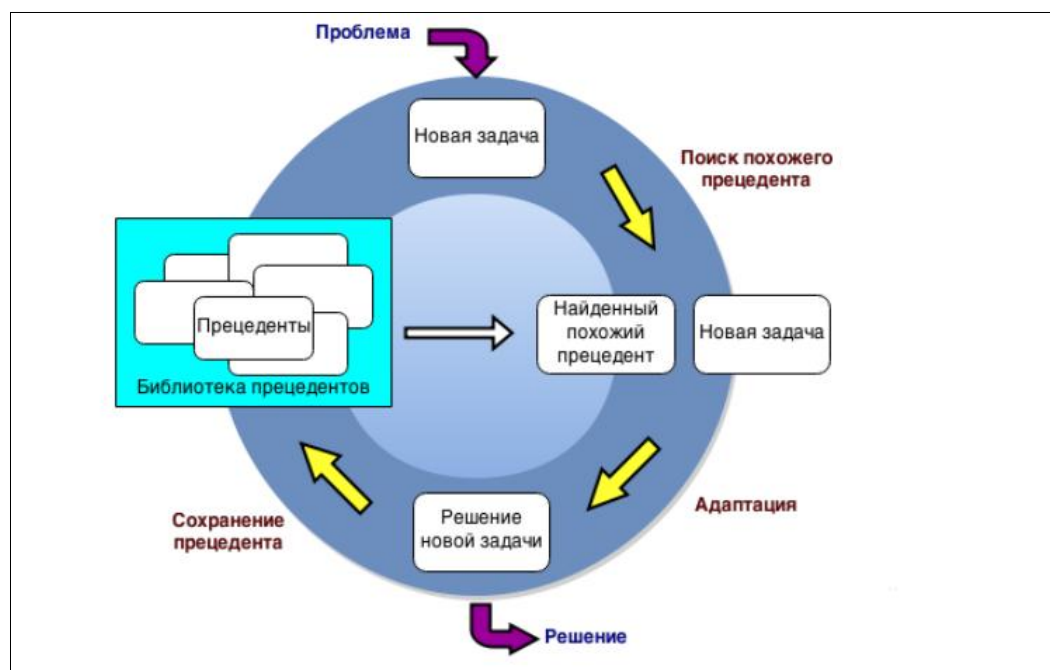 Проблема
Новая задача
Поиск похожего
прецедента
Прецеденты
Библиотека прецедентов
Найденный
похожий
прецедент
Новая задача
Адаптация
Решение
новой задачи
Сохранение
прецедента
Решение